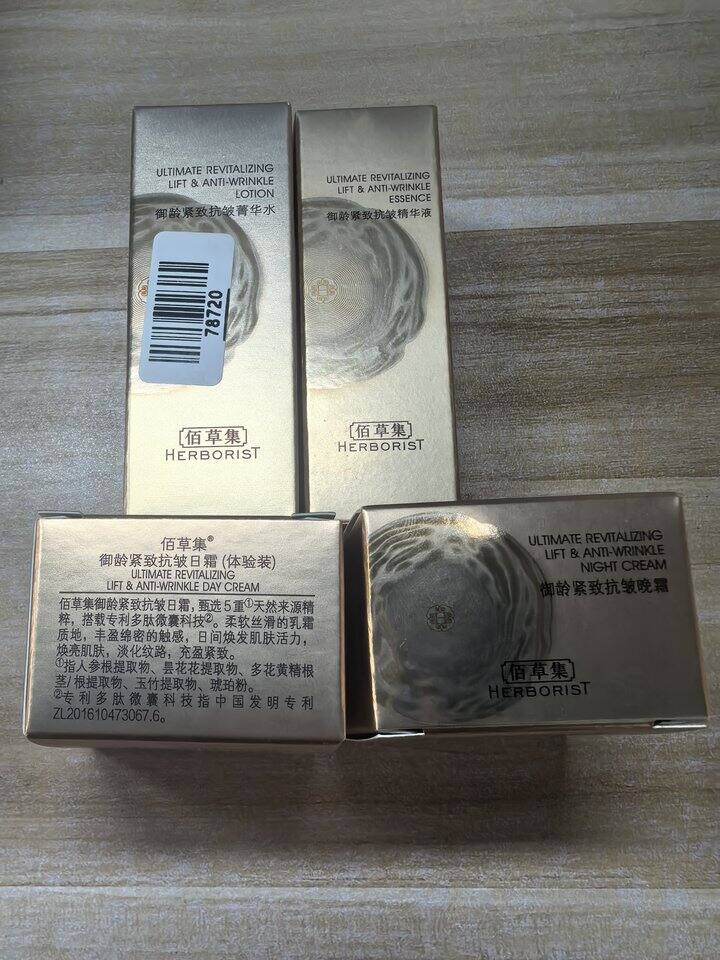 ULTIMATE REVITALIZING
LIFT & ANTI-WRINKLE
LOTION
御龄紧致抗皱菁华水
78720
佰草集
HERBORIST
ULTIMATE REVITALIZING
LIFT & ANTI-WRINKLE
ESSENCE
御龄紧致抗皱精华液
佰草集
HERBORIST
佰草集®
御龄紧致抗皱日霜(体验装)
ULTIMATE REVITALIZING
LIFT & ANTI-WRINKLE DAY CREAM
佰草集御龄紧致抗皱日霜,甄选5重①天然来源精
粹,搭载专利多肽微囊科技②。柔软丝滑的乳霜
质地,丰盈绵密的触感,日间焕发肌肤活力,
焕亮肌肤,淡化纹路,充盈紧致。
①指人参根提取物、昙花花提取物、多花黄精根
茎/根提取物、玉竹提取物、琥珀粉。
②专利多肽微囊科技指中国发明专利
ZL201610473067.6。
ULTIMATE REVITALIZING
LIFT & ANTI-WRINKLE
NIGHT CREAM
御龄紧致抗皱晚霜
佰草集
HERBORIST